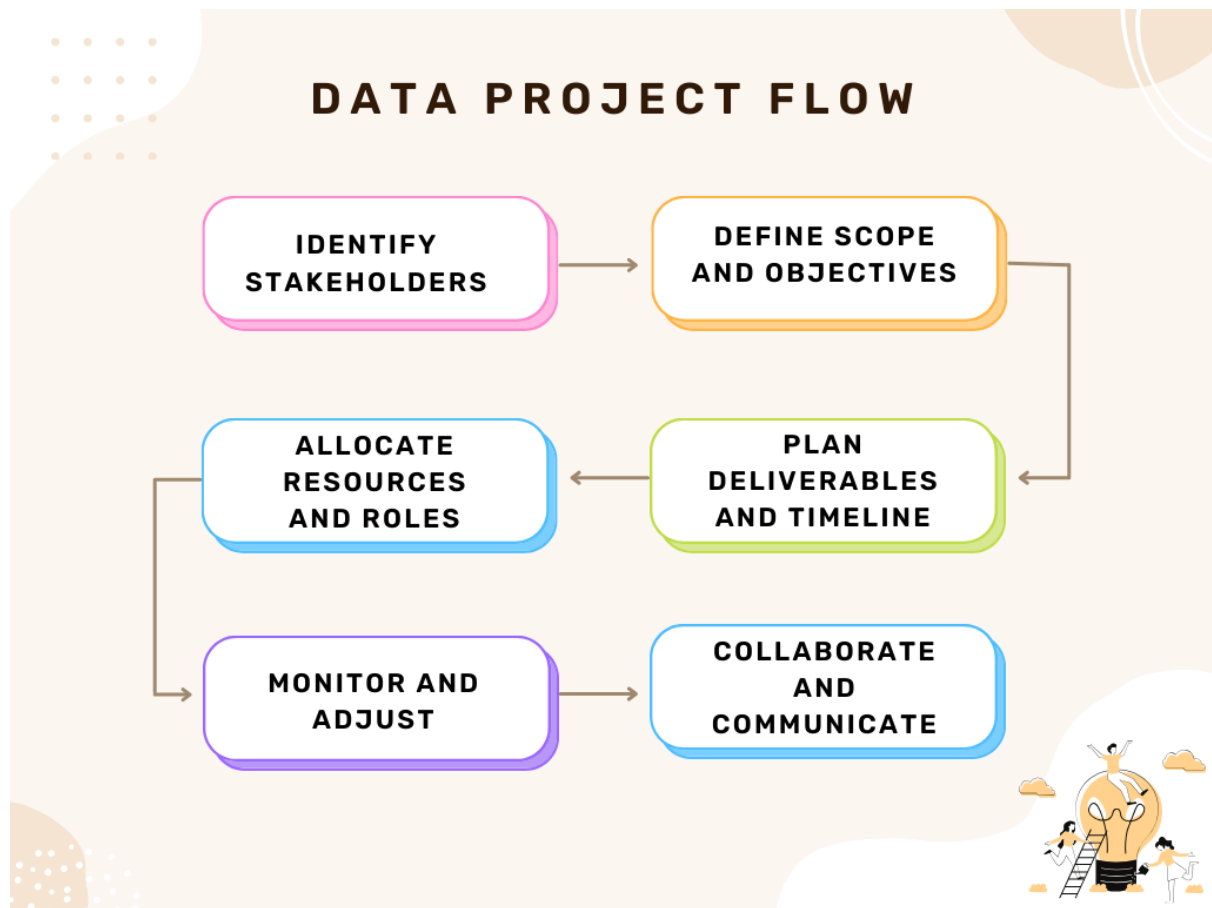 DATA PROJECT FLOW
IDENTIFY
STAKEHOLDERS
DEFINE SCOPE
AND OBJECTIVES
PLAN
DELIVERABLES
AND TIMELINE
ALLOCATE
RESOURCES
AND ROLES
MONITOR AND
ADJUST
COLLABORATE
AND
COMMUNICATE